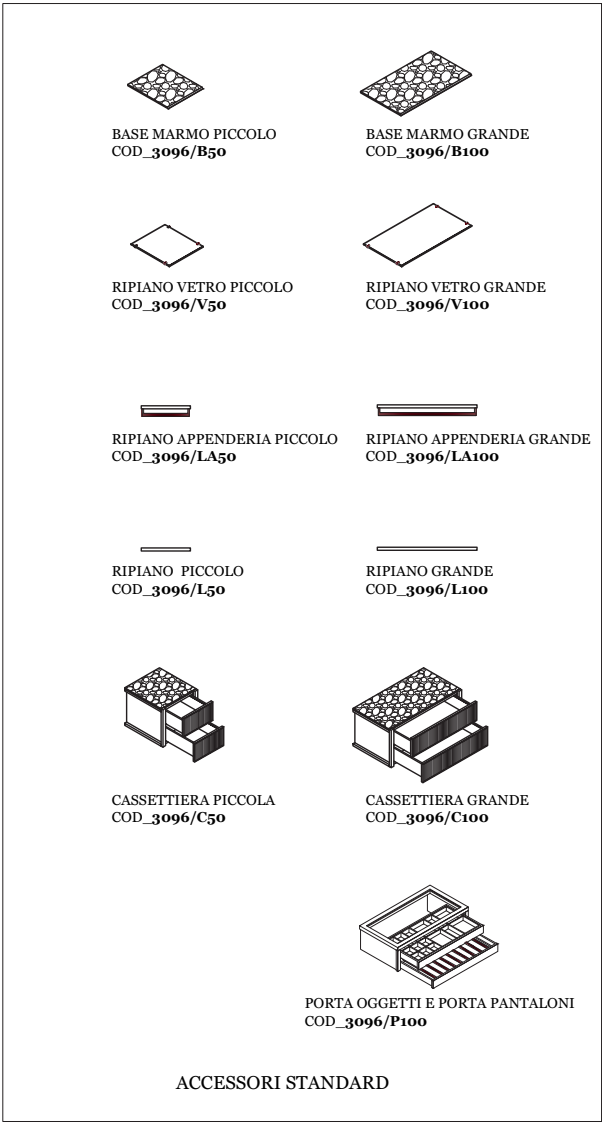 BASE MARMO PICCOLO
COD_3096/B50
BASE MARMO GRANDE
COD_3096/B100
RIPIANO VETRO PICCOLO
COD_3096/V50
RIPIANO VETRO GRANDE
COD_3096/V100
RIPIANO APPENDERIA PICCOLO
COD_3096/LA50
RIPIANO APPENDERIA GRANDE
COD_3096/LA100
RIPIANO PICCOLO
COD_3096/L50
RIPIANO GRANDE
COD_3096/L100
CASSETTIERA PICCOLA
COD_3096/C50
CASSETTIERA GRANDE
COD_3096/C100
PORTA OGGETTI E PORTA PANTALONI
COD_3096/P100
ACCESSORI STANDARD